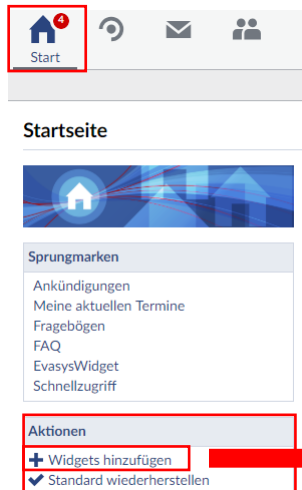 4
Start
Startseite
Sprungmarken
Ankündigungen
Meine aktuellen Termine
Fragebögen
FAQ
EvasysWidget
Schnellzugriff
Aktionen
Widgets hinzufügen
Standard wiederherstellen